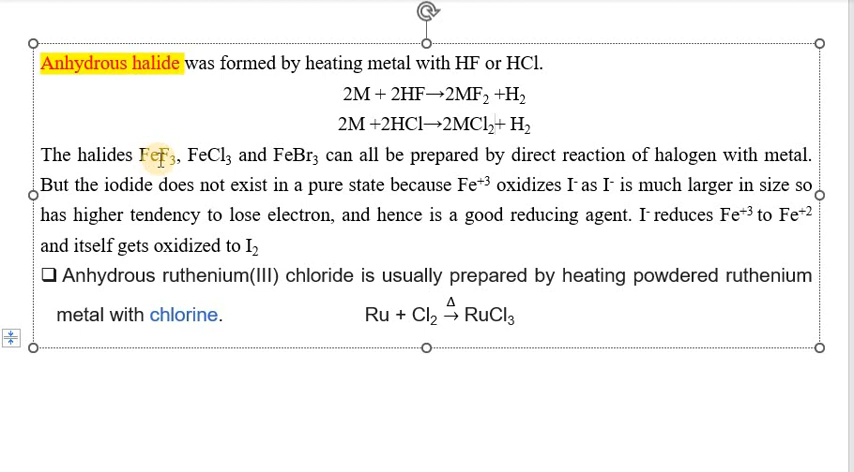 Anhydrous halide was formed by heating metal with HF or HCl.
2M + 2HF→2MF₂ +H₂
2M +2HCl→2MCl₂+ H₂
The halides FeF₃, FeCl₃ and FeBr₃ can all be prepared by direct reaction of halogen with metal.
But the iodide does not exist in a pure state because Fe⁺³ oxidizes I⁻ as I⁻ is much larger in size so
has higher tendency to lose electron, and hence is a good reducing agent. I⁻ reduces Fe⁺³ to Fe⁺²
and itself gets oxidized to I₂
❑ Anhydrous ruthenium(III) chloride is usually prepared by heating powdered ruthenium
metal with chlorine. Ru + Cl₂ →^Δ RuCl₃